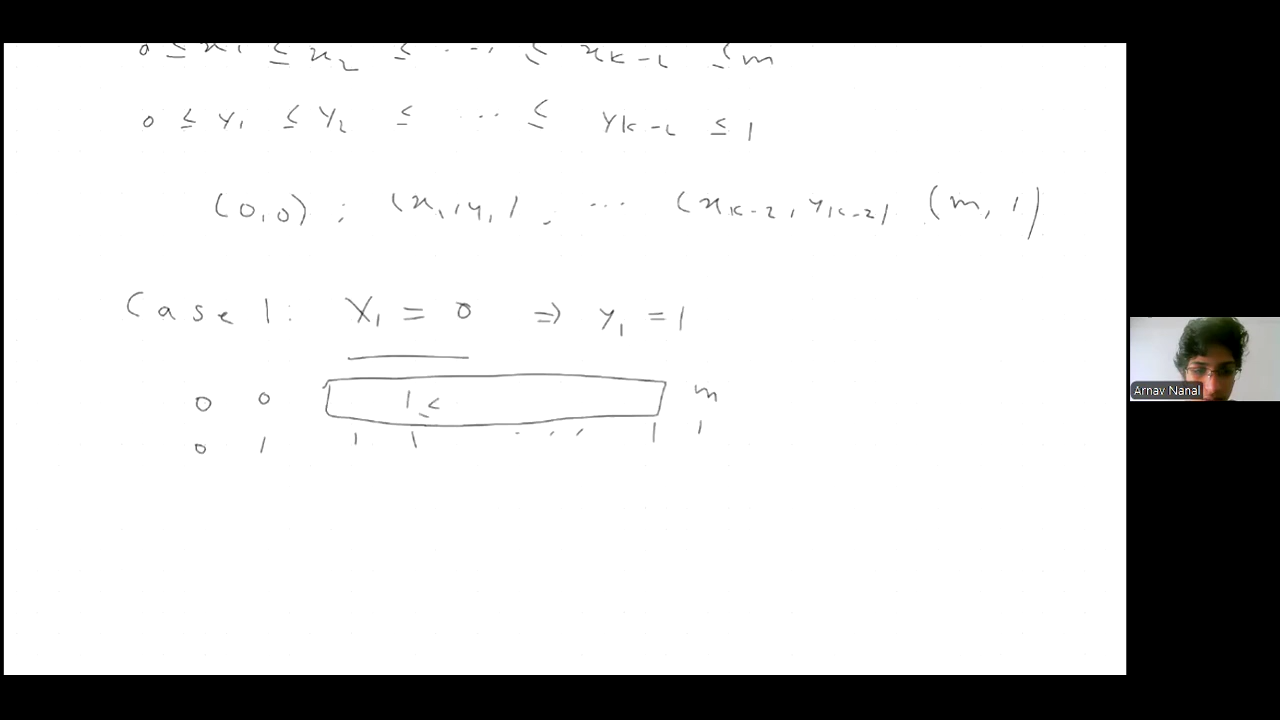 0 ≤ x₁ ≤ x₂ ≤ ... ≤ xₖ₋₂ ≤ m
0 ≤ y₁ ≤ y₂ ≤ ... ≤ yₖ₋₂ ≤ 1
(0,0); (x₁,y₁), ... (xₖ₋₂,yₖ₋₂) (m,1)
Case 1: X₁ = 0 ⇒ y₁ = 1
0 0 1 ≤ m
0 1 1 1 ... 1 1
Arnav Nanal